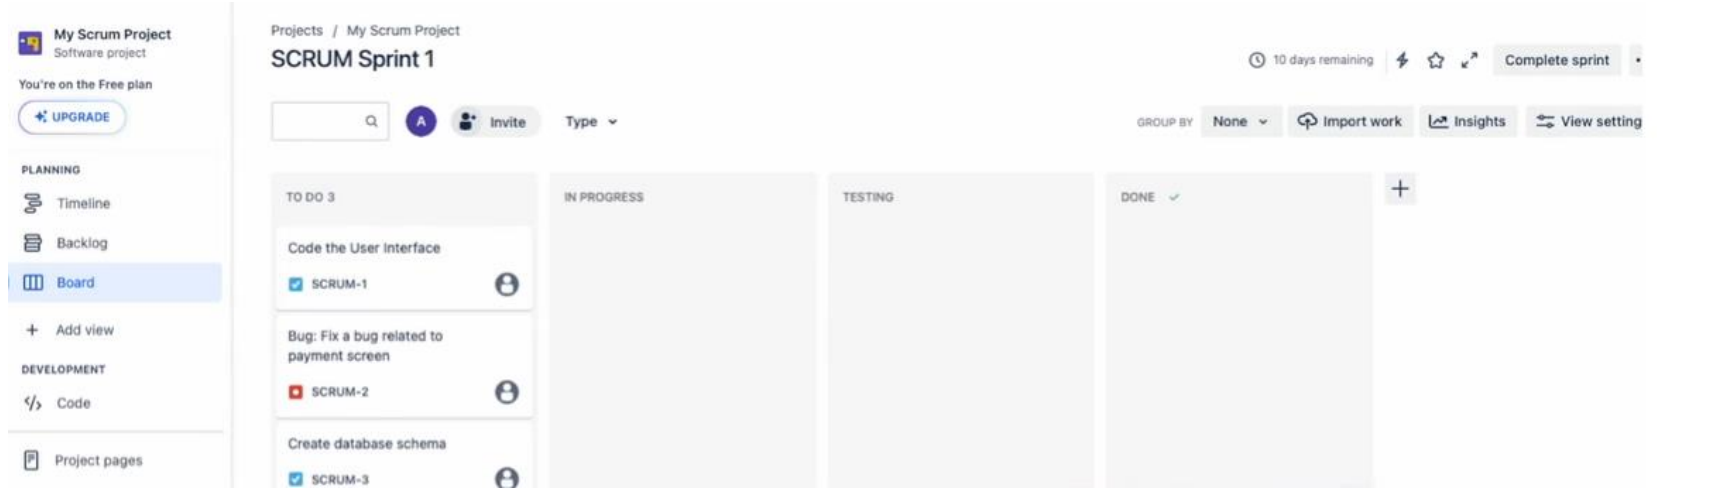 My Scrum Project
Software project
You're on the Free plan
UPGRADE
PLANNING
Timeline
Backlog
Board
Add view
DEVELOPMENT
Code
Project pages
Projects / My Scrum Project
SCRUM Sprint 1
10 days remaining
Complete sprint
A
Invite
Type
GROUP BY
None
Import work
Insights
View setting
TO DO 3
Code the User Interface
SCRUM-1
Bug: Fix a bug related to
payment screen
SCRUM-2
Create database schema
SCRUM-3
IN PROGRESS
TESTING
DONE